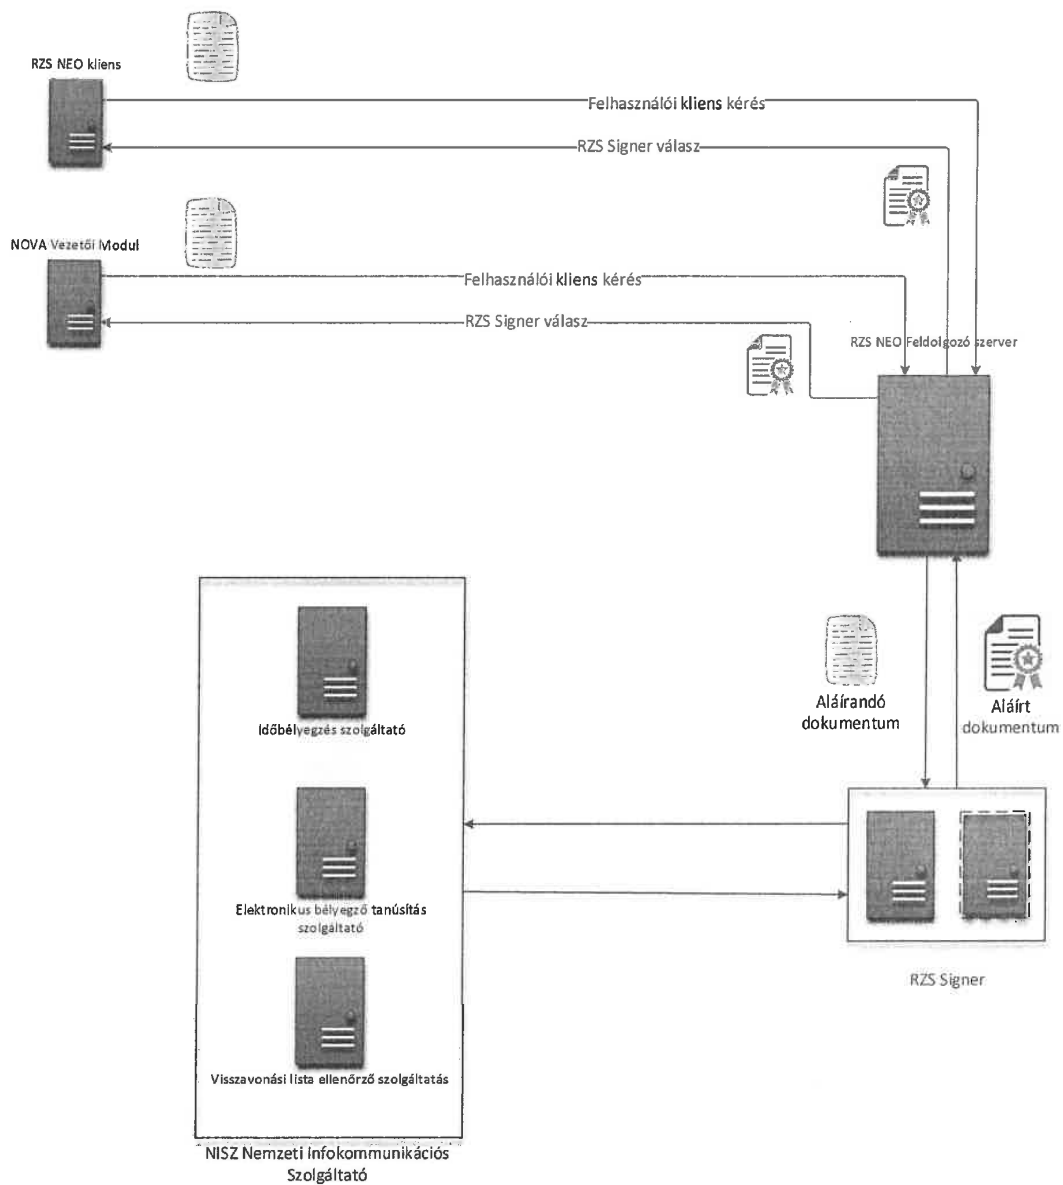 RZS NEO kliens
Felhasználói kliens kérés
RZS Signer válasz
NOVA Vezetői Modul
Felhasználói kliens kérés
RZS Signer válasz
RZS NEO Feldolgozó szerver
Aláírandó
dokumentum
Aláírt
dokumentum
Időbélyegzés szolgáltató
Elektronikus bélyegző tanúsítás
szolgáltató
Visszavonási lista ellenőrző szolgáltatás
RZS Signer
NISZ Nemzeti Infokommunikációs
Szolgáltató